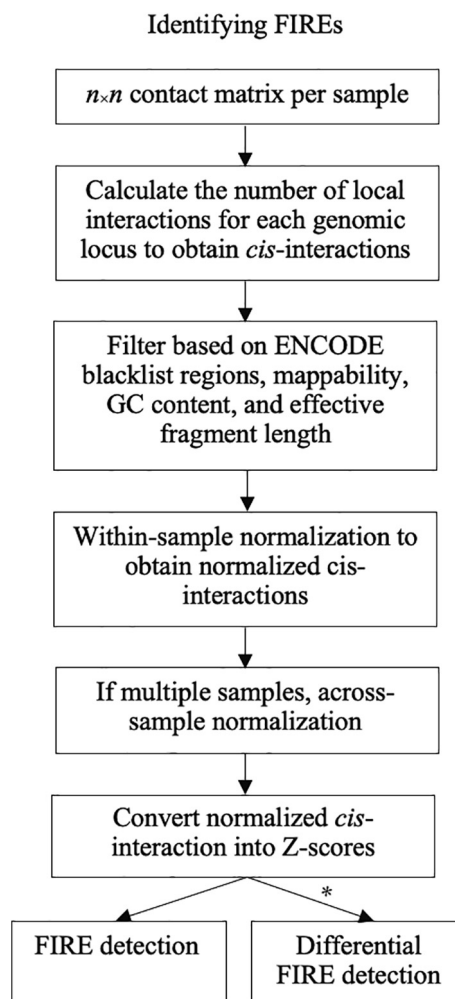 Identifying FIREs
n×n contact matrix per sample
Calculate the number of local
interactions for each genomic
locus to obtain cis-interactions
Filter based on ENCODE
blacklist regions, mappability,
GC content, and effective
fragment length
Within-sample normalization to
obtain normalized cis-
interactions
If multiple samples, across-
sample normalization
Convert normalized cis-
interaction into Z-scores
*
FIRE detection
Differential
FIRE detection